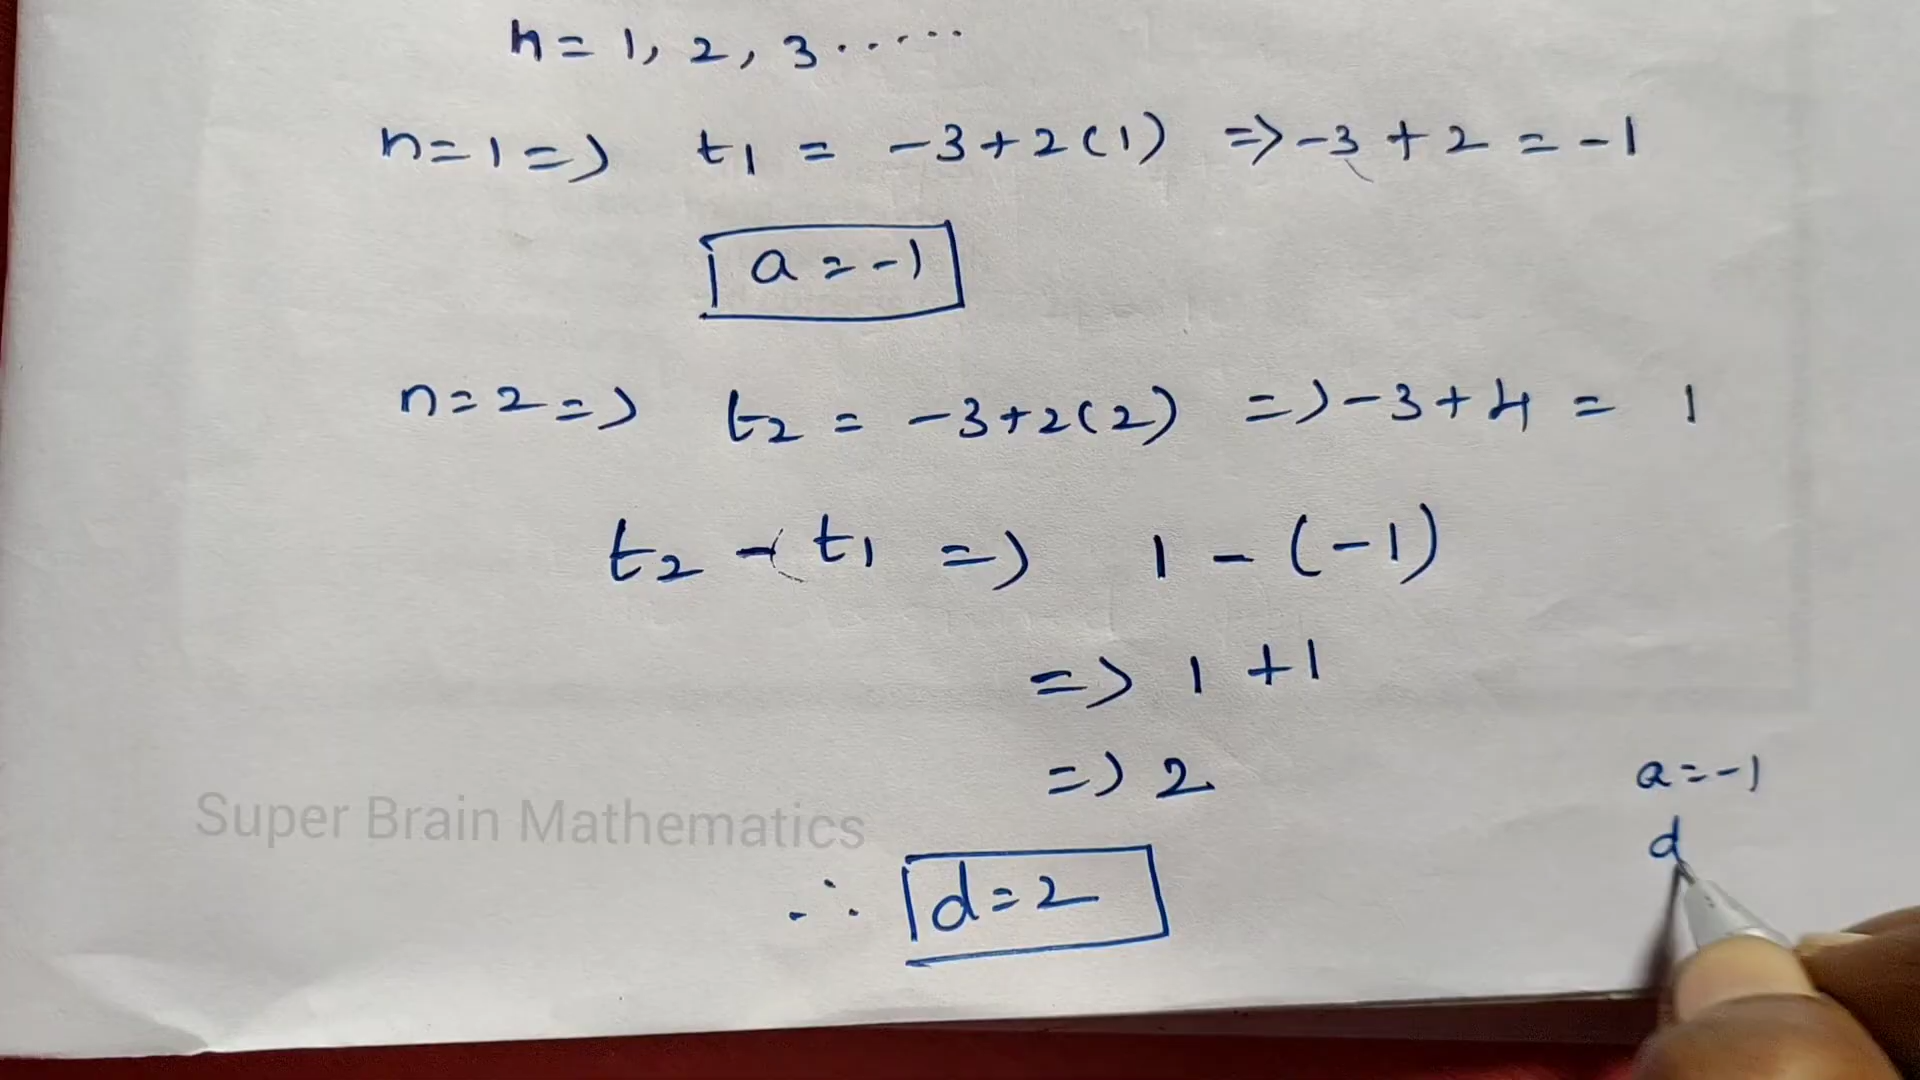 n = 1, 2, 3 ......
n = 1 => t1 = -3 + 2(1) => -3 + 2 = -1
a = -1
n = 2 => t2 = -3 + 2(2) => -3 + 4 = 1
t2 - t1 => 1 - (-1)
=> 1 + 1
=> 2
a = -1
Super Brain Mathematics
d
∴ d = 2